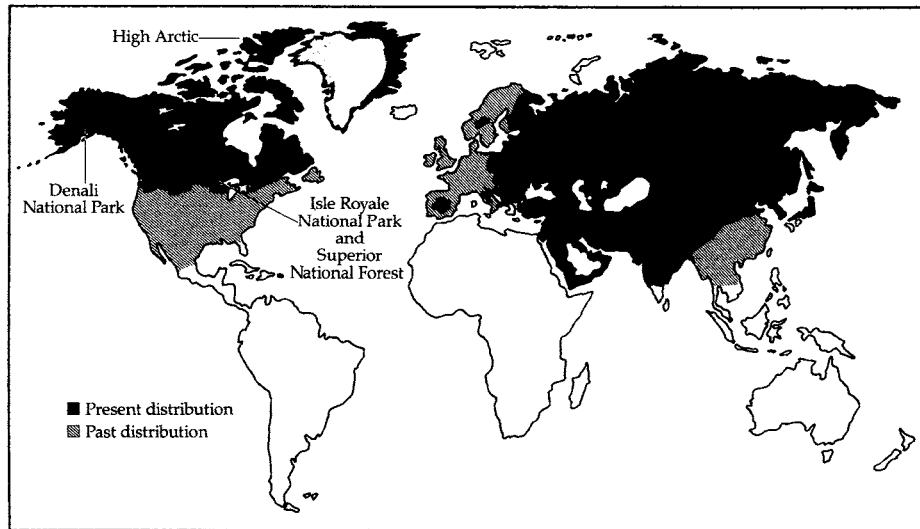 High Arctic
Denali
National Park
Isle Royale
National Park
and
Superior
National Forest
Present distribution
Past distribution